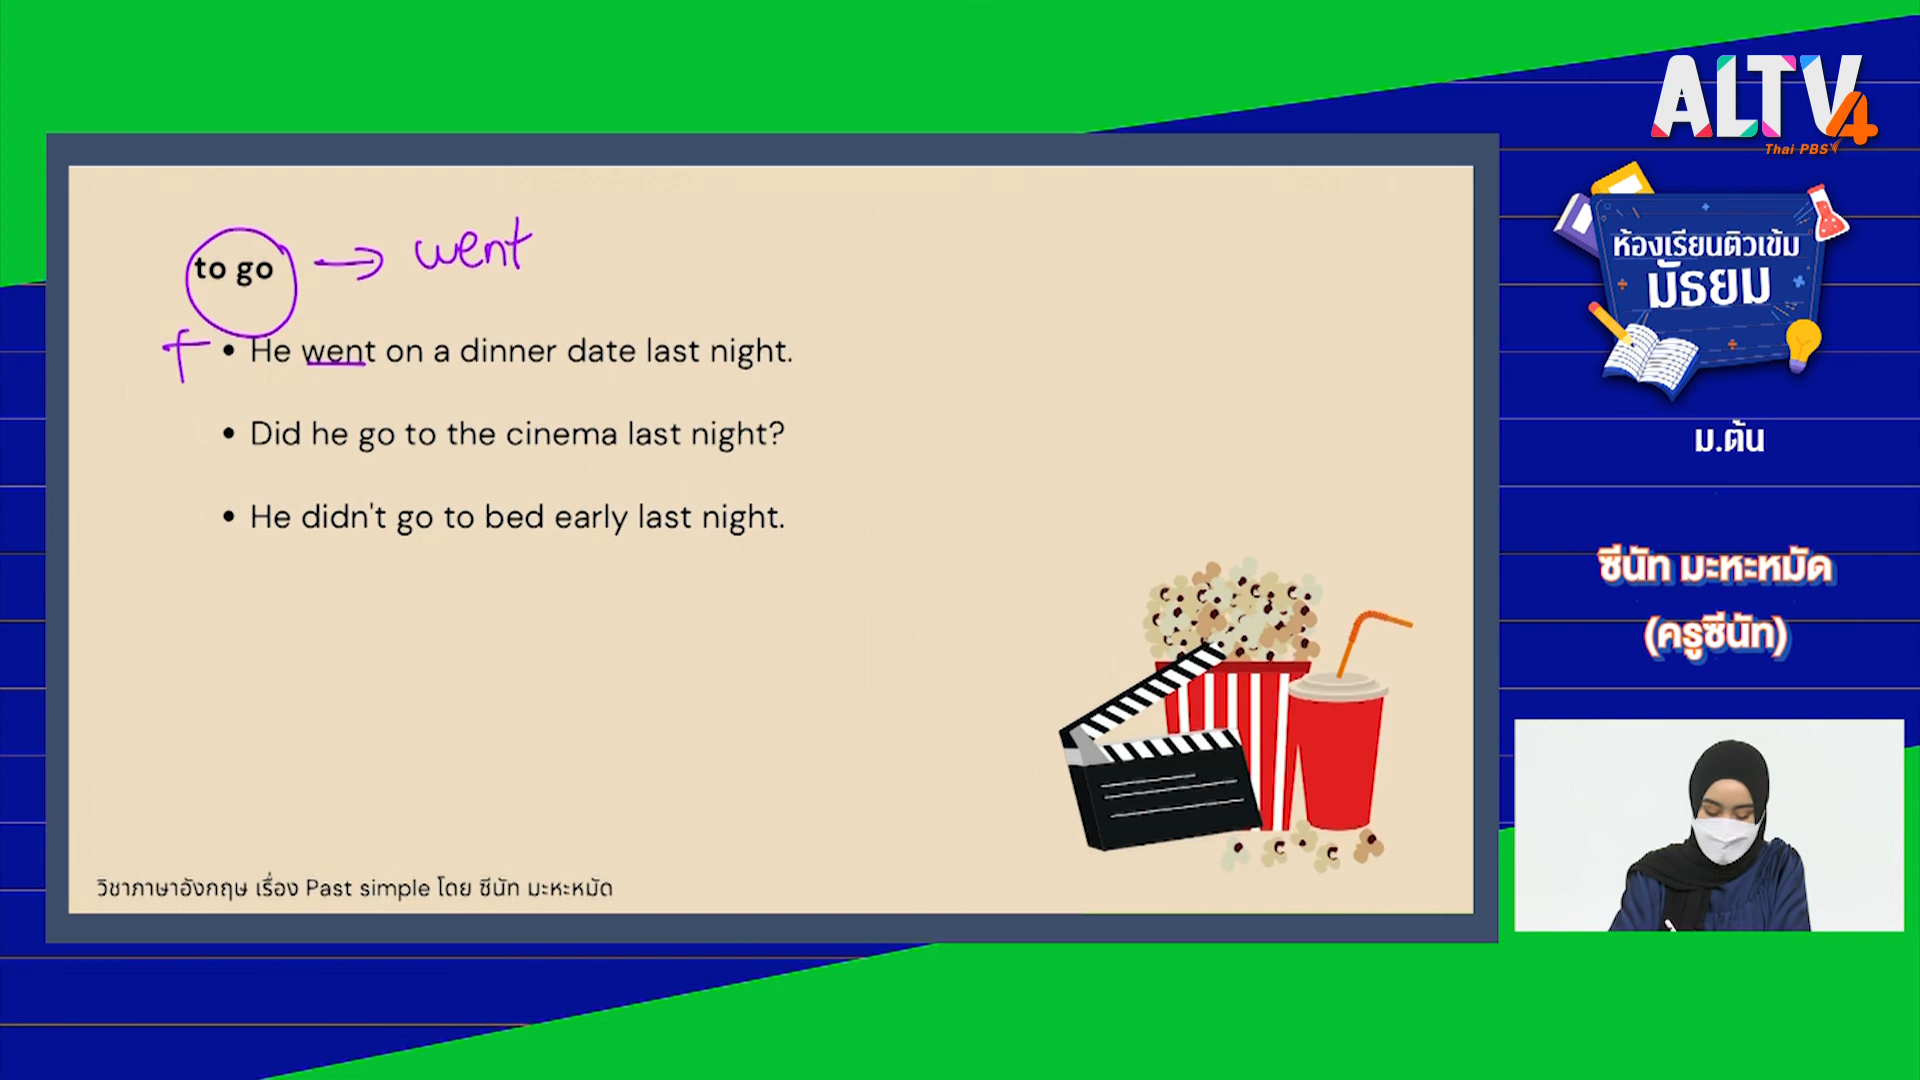 ALTV4
Thai PBS
ห้องเรียนติวเข้ม
มัธยม
ม.ต้น
ซีนัท มะหะหมัด
(ครูซีนัท)
to go → went
+ • He went on a dinner date last night.
• Did he go to the cinema last night?
• He didn't go to bed early last night.
วิชาภาษาอังกฤษ เรื่อง Past simple โดย ซีนัท มะหะหมัด